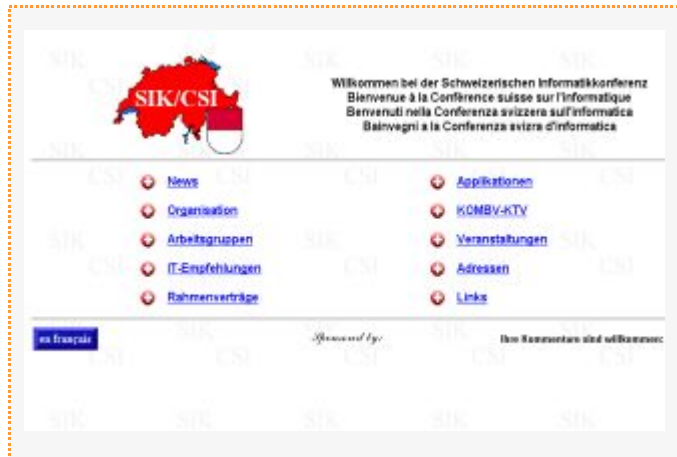 SIK/CSI
Willkommen bei der Schweizerischen Informatikkonferenz
Bienvenue à la Conférence suisse sur l'informatique
Benvenuti nella Conferenza svizzera sull'informatica
Bainvegni a la Conferenza svizra d'informatica
News
Organisation
Arbeitsgruppen
IT-Empfehlungen
Rahmenverträge
Applikationen
KOMBV-KTV
Veranstaltungen
Adressen
Links
en français
Sponsored by:
Ihre Kommentare sind willkommen: